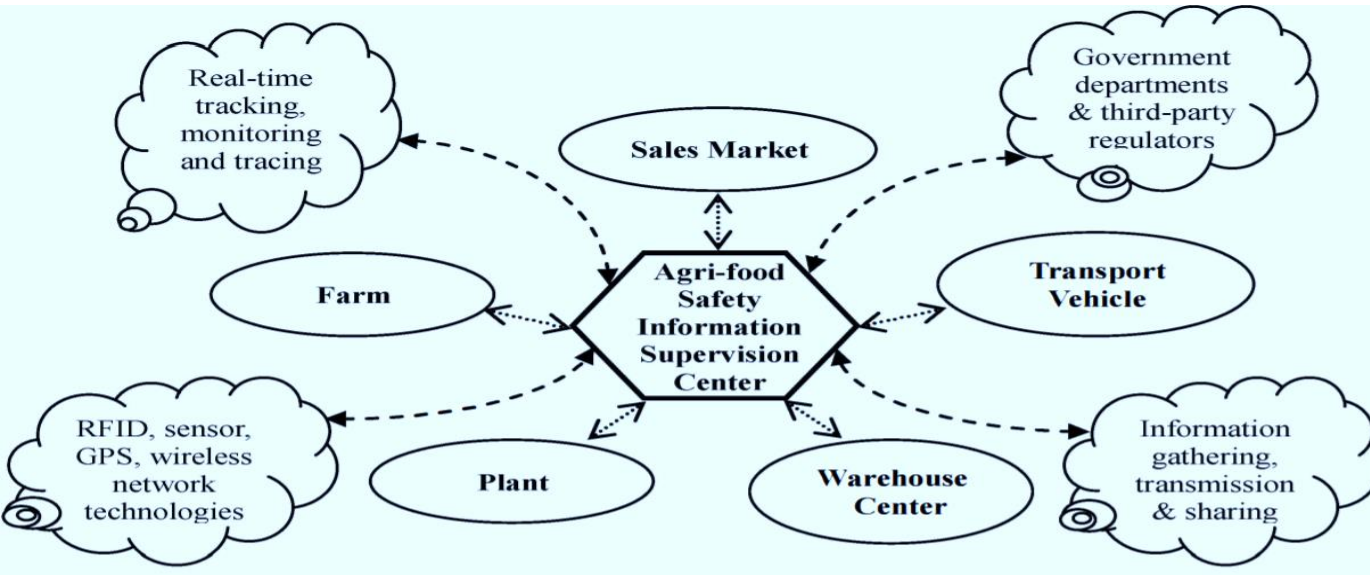 Real-time
tracking,
monitoring
and tracing
Government
departments
& third-party
regulators
Sales Market
Farm
Agri-food
Safety
Information
Supervision
Center
Transport
Vehicle
RFID, sensor,
GPS, wireless
network
technologies
Plant
Warehouse
Center
Information
gathering,
transmission
& sharing